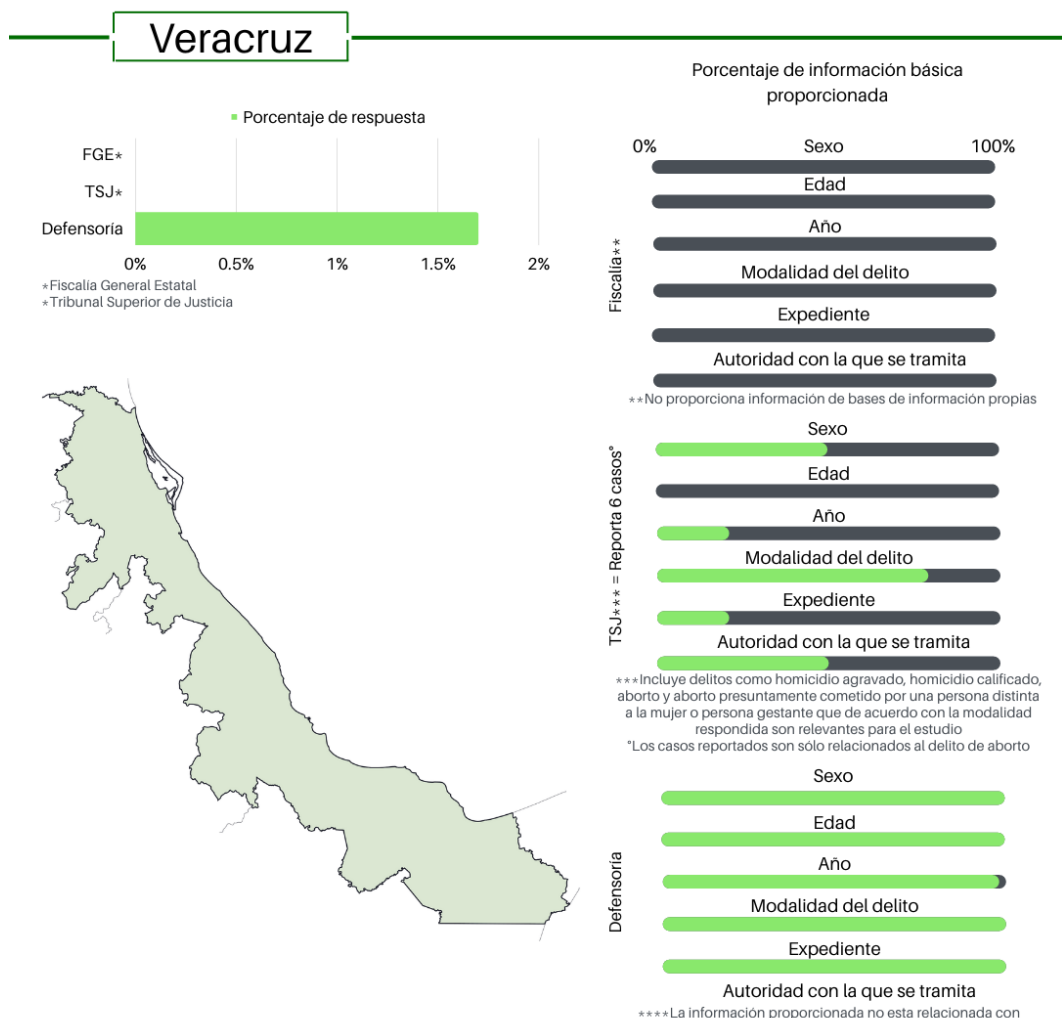 Veracruz
Porcentaje de respuesta
FGE*
TSJ*
Defensoría
0% 0.5% 1% 1.5% 2%
*Fiscalía General Estatal
*Tribunal Superior de Justicia
Porcentaje de información básica
proporcionada
0% Sexo 100%
Edad
Año
Modalidad del delito
Expediente
Autoridad con la que se tramita
Fiscalía**
**No proporciona información de bases de información propias
Sexo
Edad
Año
Modalidad del delito
Expediente
Autoridad con la que se tramita
TSJ*** = Reporta 6 casos°
***Incluye delitos como homicidio agravado, homicidio calificado,
aborto y aborto presuntamente cometido por una persona distinta
a la mujer o persona gestante que de acuerdo con la modalidad
respondida son relevantes para el estudio
°Los casos reportados son sólo relacionados al delito de aborto
Sexo
Edad
Año
Modalidad del delito
Expediente
Autoridad con la que se tramita
Defensoría
****La información proporcionada no esta relacionada con